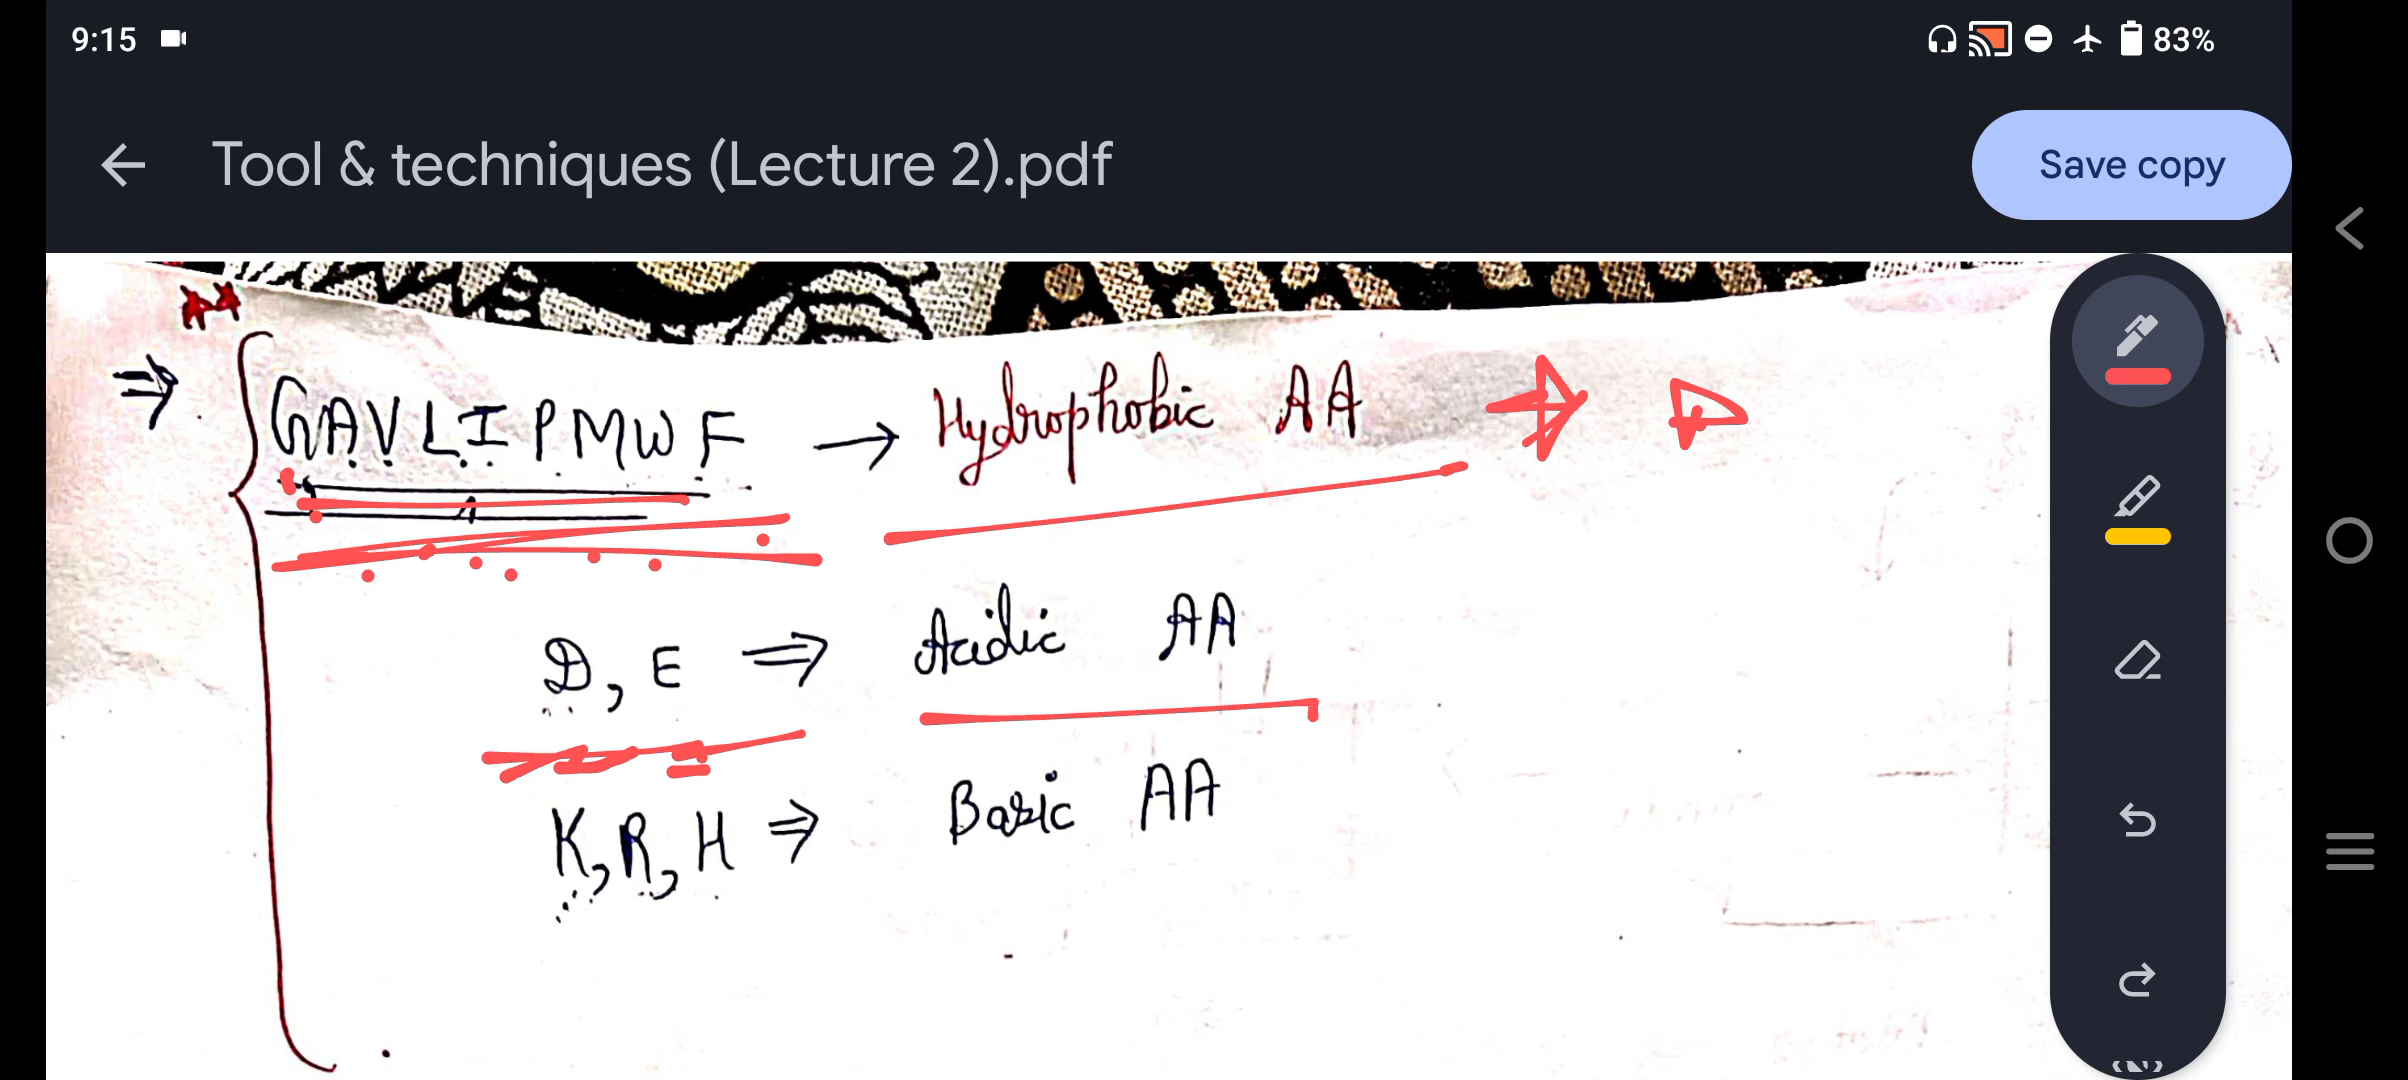 9:15 83%
Tool & techniques (Lecture 2).pdf Save copy
⇒ GAVLIPMWF → Hydrophobic AA
D, E ⇒ Acidic AA
K, R, H ⇒ Basic AA